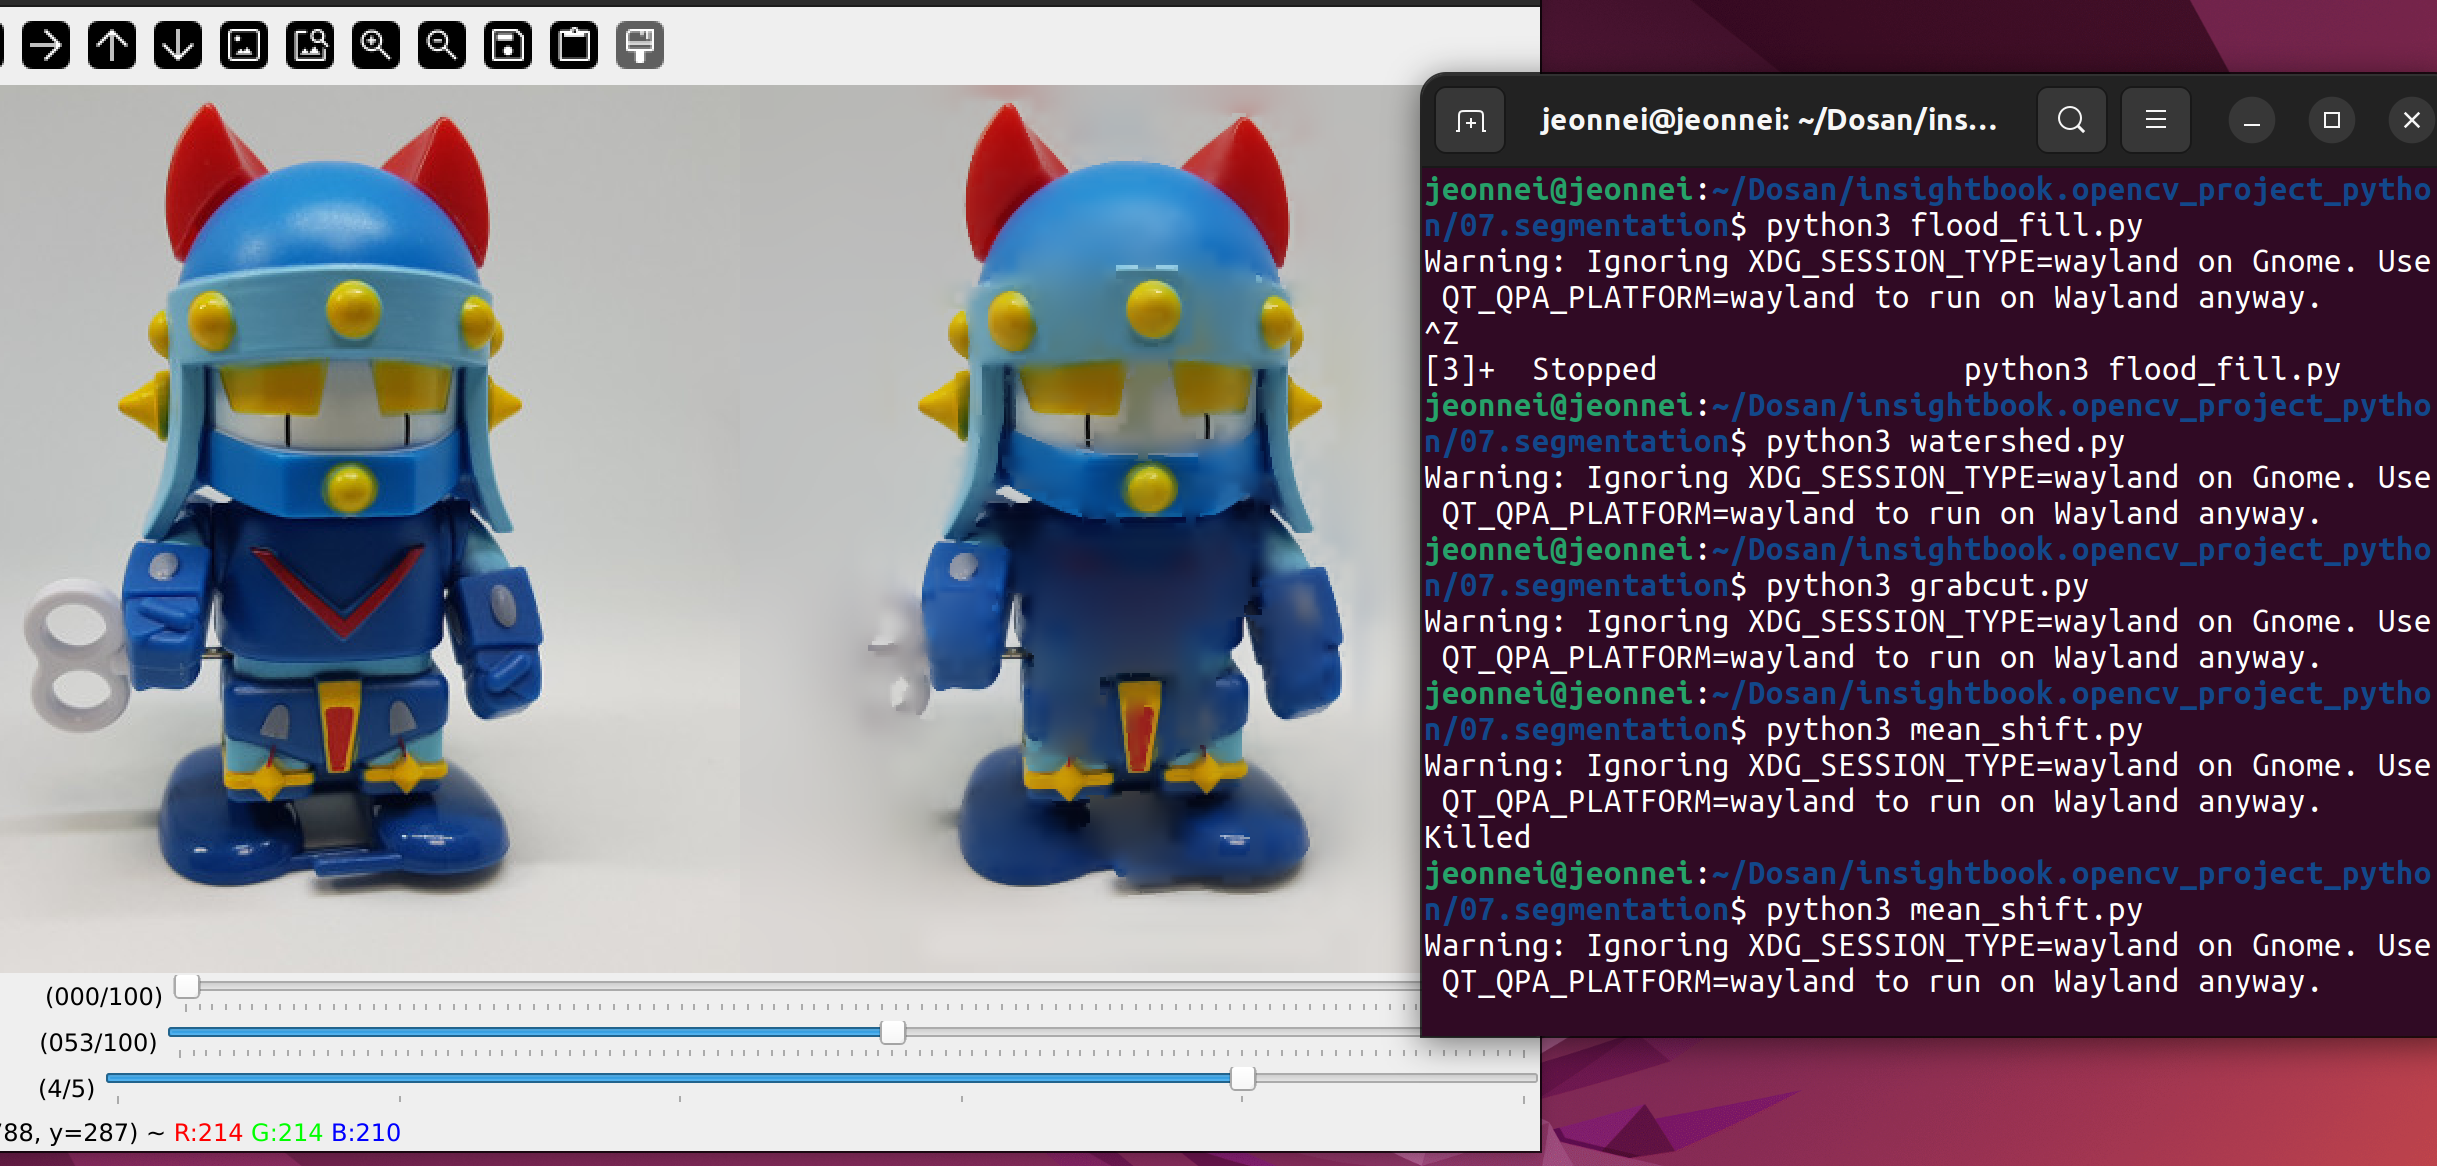 (000/100)
(053/100)
(4/5)
88, y=287) ~ R:214 G:214 B:210
jeonnei@jeonnei: ~/Dosan/ins...
jeonnei@jeonnei:~/Dosan/insightbook.opencv_project_pytho
n/07.segmentation$ python3 flood_fill.py
Warning: Ignoring XDG_SESSION_TYPE=wayland on Gnome. Use
QT_QPA_PLATFORM=wayland to run on Wayland anyway.
^Z
[3]+  Stopped                 python3 flood_fill.py
jeonnei@jeonnei:~/Dosan/insightbook.opencv_project_pytho
n/07.segmentation$ python3 watershed.py
Warning: Ignoring XDG_SESSION_TYPE=wayland on Gnome. Use
QT_QPA_PLATFORM=wayland to run on Wayland anyway.
jeonnei@jeonnei:~/Dosan/insightbook.opencv_project_pytho
n/07.segmentation$ python3 grabcut.py
Warning: Ignoring XDG_SESSION_TYPE=wayland on Gnome. Use
QT_QPA_PLATFORM=wayland to run on Wayland anyway.
jeonnei@jeonnei:~/Dosan/insightbook.opencv_project_pytho
n/07.segmentation$ python3 mean_shift.py
Warning: Ignoring XDG_SESSION_TYPE=wayland on Gnome. Use
QT_QPA_PLATFORM=wayland to run on Wayland anyway.
Killed
jeonnei@jeonnei:~/Dosan/insightbook.opencv_project_pytho
n/07.segmentation$ python3 mean_shift.py
Warning: Ignoring XDG_SESSION_TYPE=wayland on Gnome. Use
QT_QPA_PLATFORM=wayland to run on Wayland anyway.